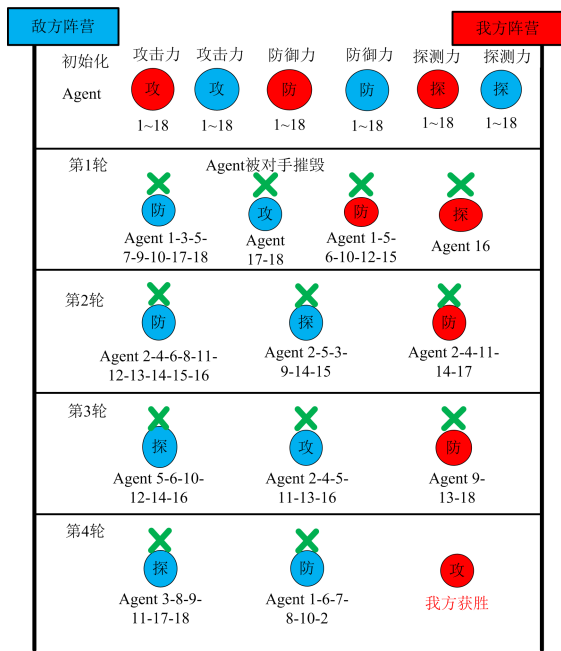 敌方阵营
我方阵营
初始化
Agent
攻击力 攻击力 防御力 防御力 探测力 探测力
攻 攻 防 防 探 探
1~18 1~18 1~18 1~18 1~18 1~18
第1轮
Agent被对手摧毁
防 攻 防 探
Agent 1-3-5-
7-9-10-17-18
Agent
17-18
Agent 1-5-
6-10-12-15
Agent 16
第2轮
防 探 防
Agent 2-4-6-8-11-
12-13-14-15-16
Agent 2-5-3-
9-14-15
Agent 2-4-11-
14-17
第3轮
探 攻 防
Agent 5-6-10-
12-14-16
Agent 2-4-5-
11-13-16
Agent 9-
13-18
第4轮
探 防 攻
Agent 3-8-9-
11-17-18
Agent 1-6-7-
8-10-2
我方获胜